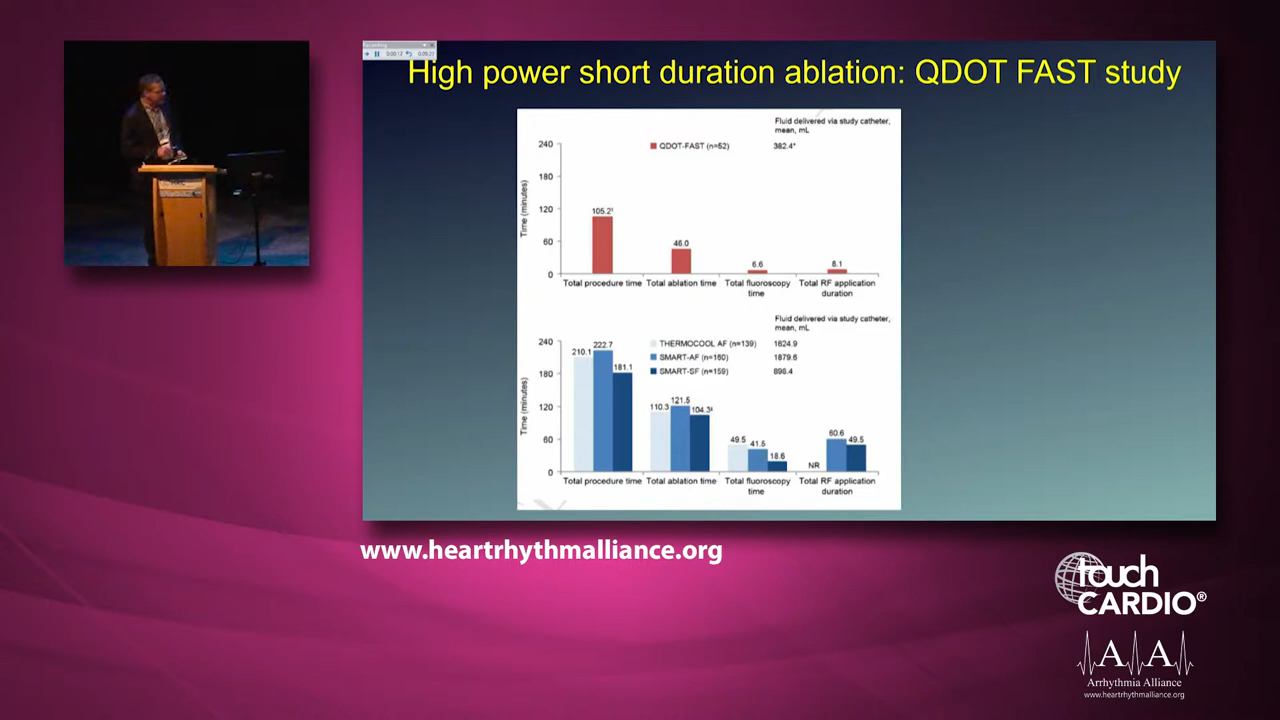 High power short duration ablation: QDOT FAST study
Fluid delivered via study catheter,
mean, mL
QDOT-FAST (n=52) 382.4*
240
180
120
60
0
Time (minutes)
105.2†
46.0
6.6
8.1
Total procedure time
Total ablation time
Total fluoroscopy
time
Total RF application
duration
Fluid delivered via study catheter,
mean, mL
THERMOCOOL AF (n=139) 1624.9
SMART-AF (n=160) 1879.6
SMART-SF (n=159) 898.4
240
180
120
60
0
Time (minutes)
210.1
222.7
181.1
110.3
121.5
104.3‡
49.5
41.5
18.6
NR
60.6
49.5
Total procedure time
Total ablation time
Total fluoroscopy
time
Total RF application
duration
www.heartrhythmalliance.org
touch
CARDIO®
A A
Arrhythmia Alliance
www.heartrhythmalliance.org